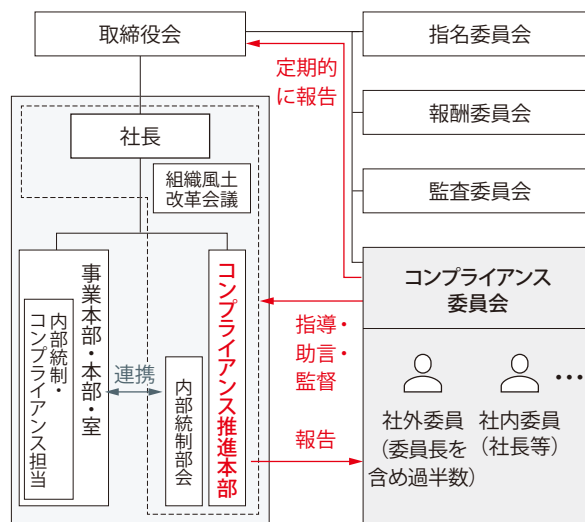 取締役会
指名委員会
定期的
に報告
報酬委員会
社長
組織風土
改革会議
監査委員会
コンプライアンス
委員会
事業本部・本部・室
内部統制・
コンプライアンス担当
連携
内部統制部会
コンプライアンス推進本部
指導・
助言・
監督
報告
社外委員
(委員長を
含め過半数)
社内委員
(社長等)
…